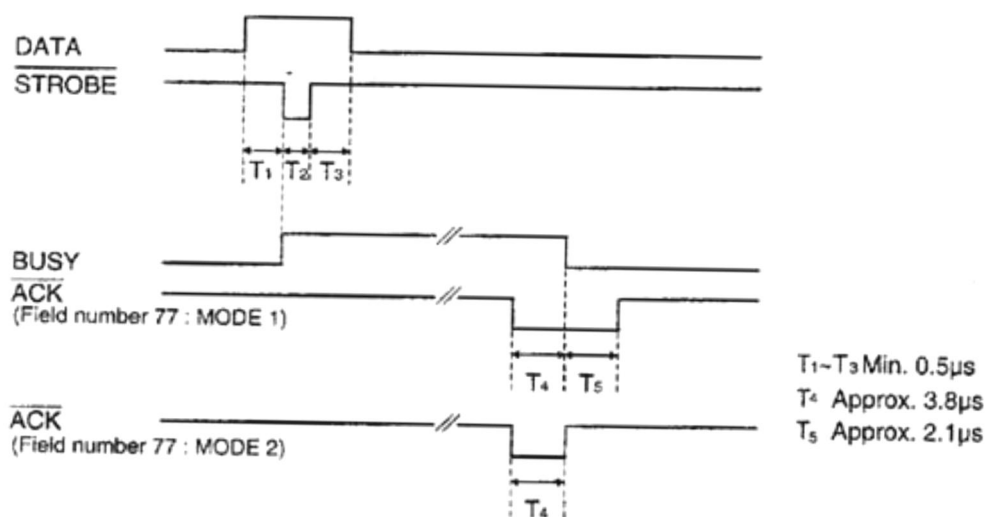 DATA
STROBE
T1 T2 T3
BUSY
ACK
(Field number 77 : MODE 1)
T4 T5
T1~T3 Min. 0.5µs
T4 Approx. 3.8µs
T5 Approx. 2.1µs
ACK
(Field number 77 : MODE 2)
T4